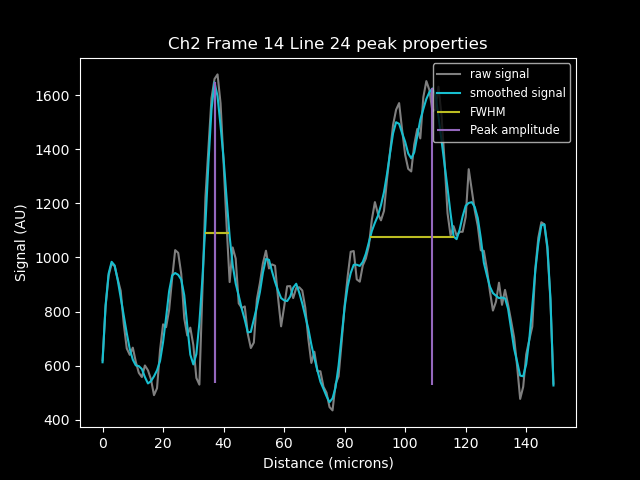 Ch2 Frame 14 Line 24 peak properties
raw signal
smoothed signal
FWHM
Peak amplitude
Signal (AU)
1600
1400
1200
1000
800
600
400
0 20 40 60 80 100 120 140
Distance (microns)